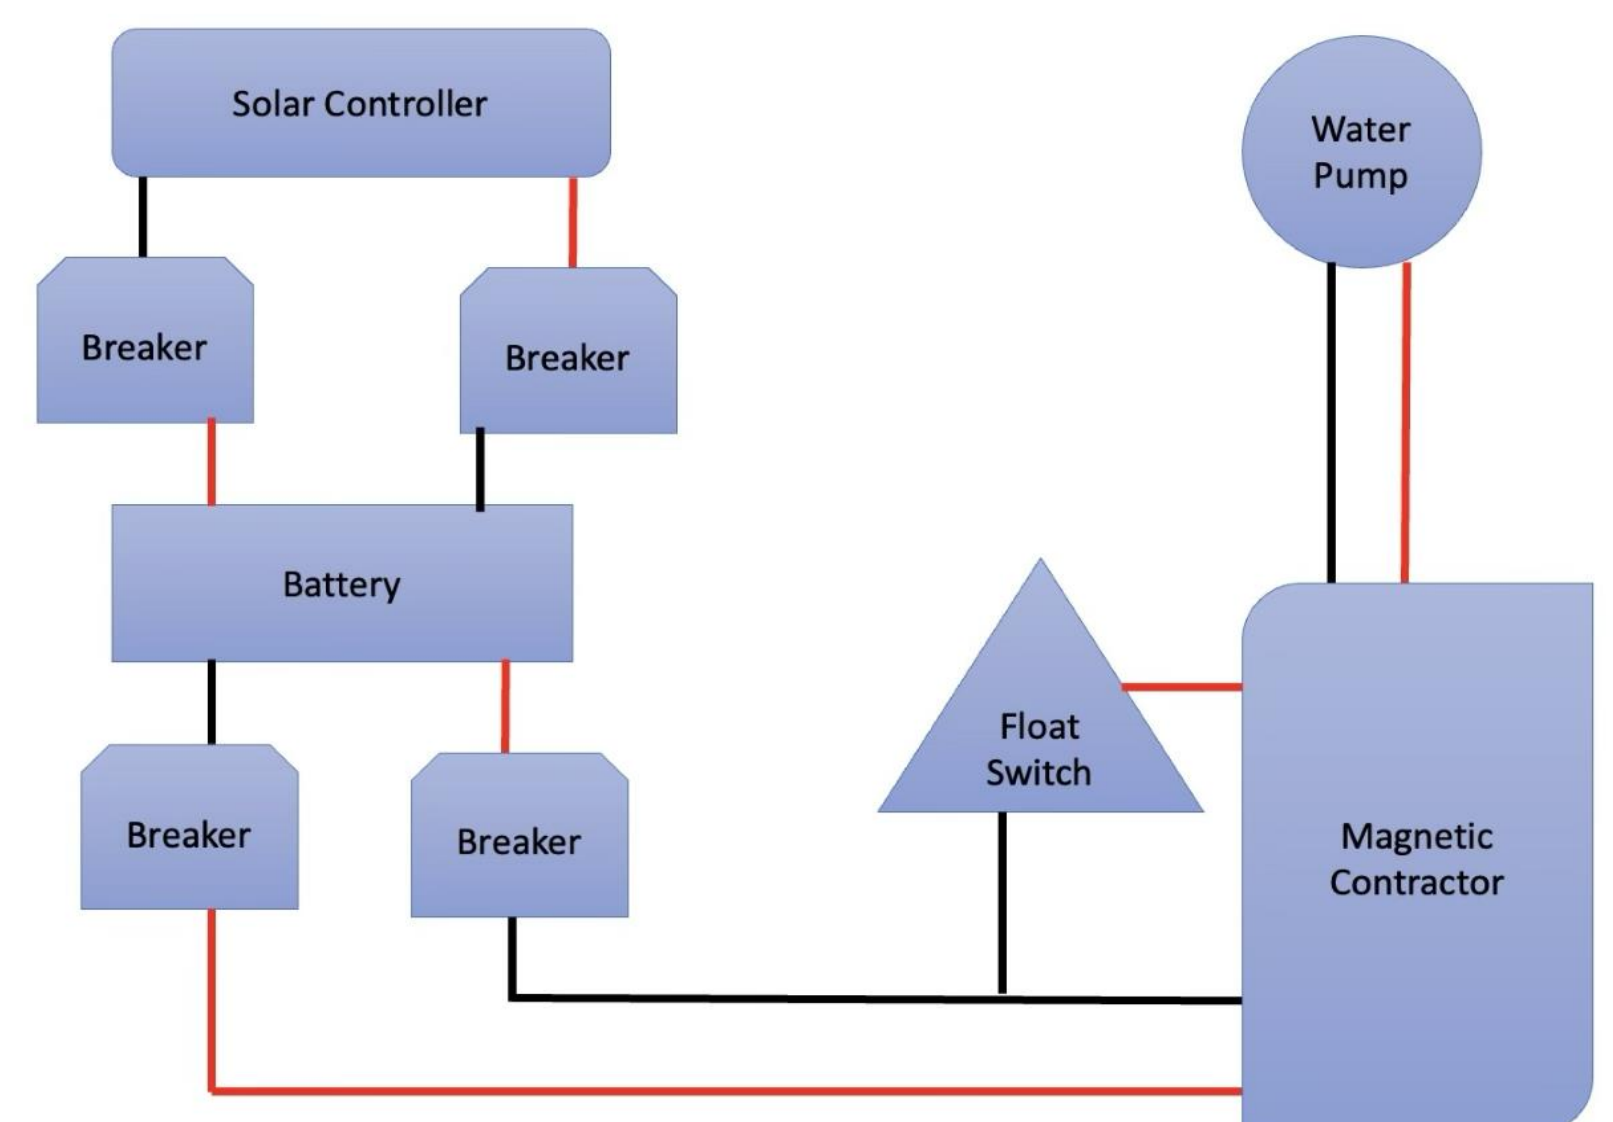 Solar Controller
Water
Pump
Breaker
Breaker
Battery
Float
Switch
Breaker
Breaker
Magnetic
Contractor